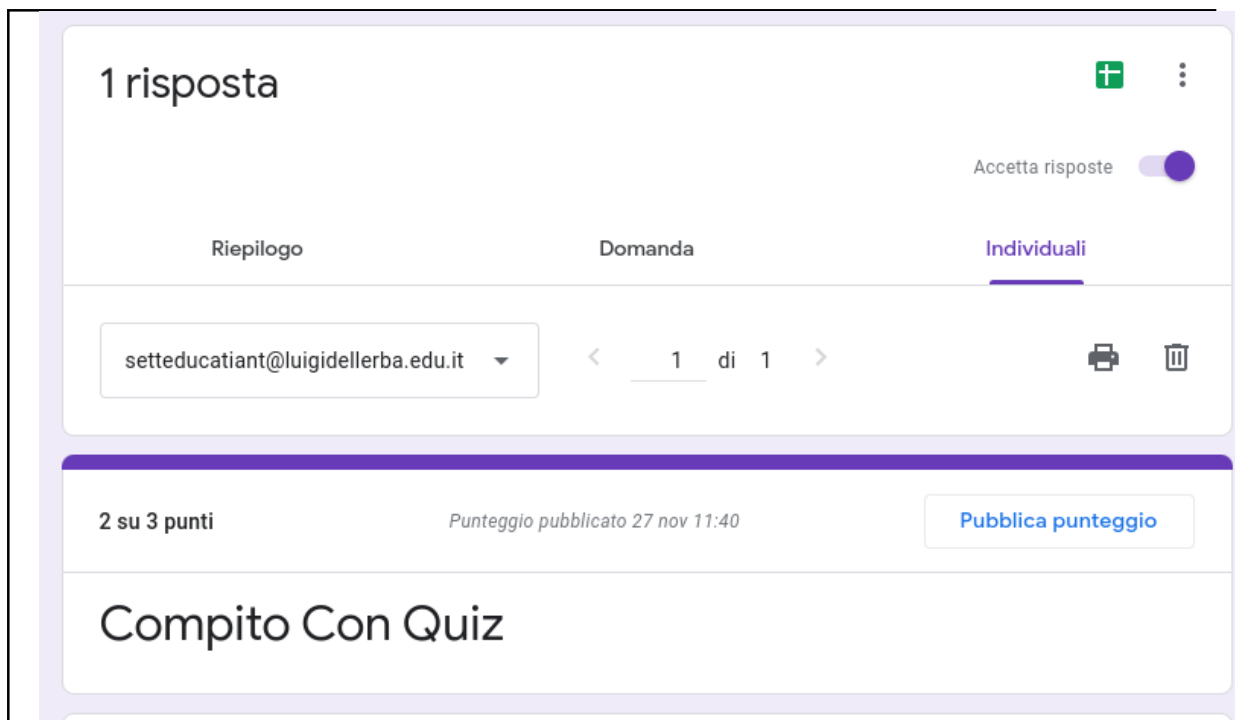 1 risposta
Accetta risposte
Riepilogo Domanda Individuali
setteducatiant@luigidellerba.edu.it 1 di 1
2 su 3 punti Punteggio pubblicato 27 nov 11:40 Pubblica punteggio
Compito Con Quiz